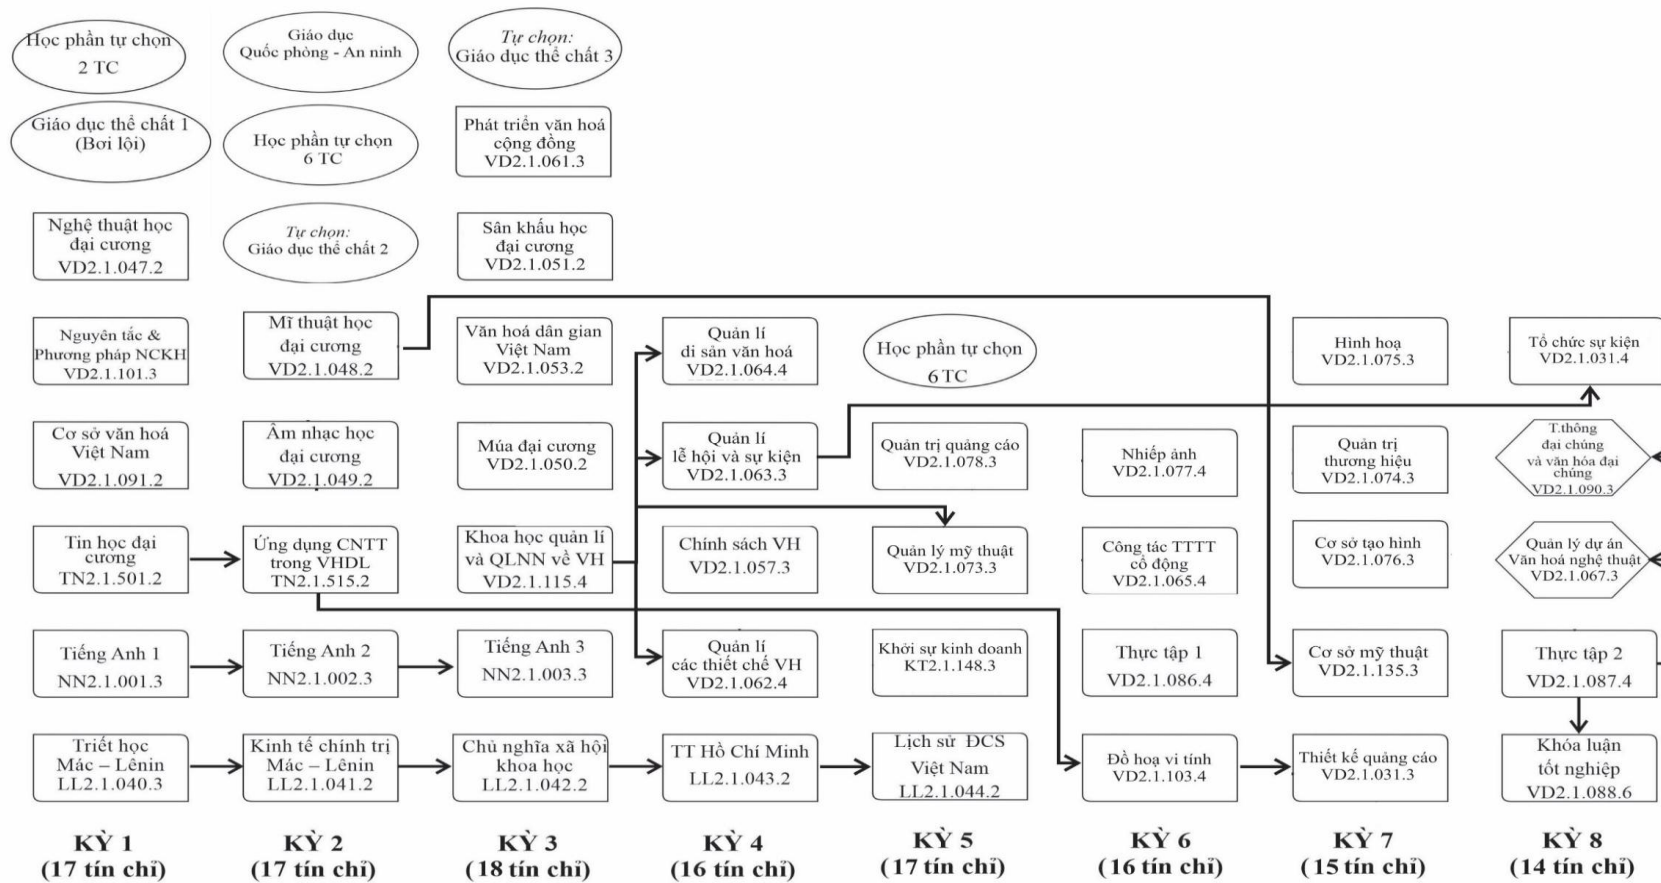 Học phần tự chọn
2 TC
Giáo dục thể chất 1
(Bơi lội)
Nghệ thuật học
đại cương
VD2.1.047.2
Nguyên tắc &
Phương pháp NCKH
VD2.1.101.3
Cơ sở văn hoá
Việt Nam
VD2.1.091.2
Tin học đại
cương
TN2.1.501.2
Tiếng Anh 1
NN2.1.001.3
Triết học
Mác – Lênin
LL2.1.040.3
KỲ 1
(17 tín chỉ)
Giáo dục
Quốc phòng - An ninh
Học phần tự chọn
6 TC
Tự chọn:
Giáo dục thể chất 2
Mĩ thuật học
đại cương
VD2.1.048.2
Âm nhạc học
đại cương
VD2.1.049.2
Ứng dụng CNTT
trong VHDL
TN2.1.515.2
Tiếng Anh 2
NN2.1.002.3
Kinh tế chính trị
Mác – Lênin
LL2.1.041.2
KỲ 2
(17 tín chỉ)
Tự chọn:
Giáo dục thể chất 3
Phát triển văn hoá
cộng đồng
VD2.1.061.3
Sân khấu học
đại cương
VD2.1.051.2
Văn hoá dân gian
Việt Nam
VD2.1.053.2
Múa đại cương
VD2.1.050.2
Khoa học quản lí
và QLNN về VH
VD2.1.115.4
Tiếng Anh 3
NN2.1.003.3
Chủ nghĩa xã hội
khoa học
LL2.1.042.2
KỲ 3
(18 tín chỉ)
Quản lí
di sản văn hoá
VD2.1.064.4
Quản lí
lễ hội và sự kiện
VD2.1.063.3
Chính sách VH
VD2.1.057.3
Quản lí
các thiết chế VH
VD2.1.062.4
TT Hồ Chí Minh
LL2.1.043.2
KỲ 4
(16 tín chỉ)
Học phần tự chọn
6 TC
Quản trị quảng cáo
VD2.1.078.3
Quản lý mỹ thuật
VD2.1.073.3
Khởi sự kinh doanh
KT2.1.148.3
Lịch sử ĐCS
Việt Nam
LL2.1.044.2
KỲ 5
(17 tín chỉ)
Nhiếp ảnh
VD2.1.077.4
Công tác TTTT
cổ động
VD2.1.065.4
Thực tập 1
VD2.1.086.4
Đồ hoạ vi tính
VD2.1.103.4
KỲ 6
(16 tín chỉ)
Hình hoạ
VD2.1.075.3
Quản trị
thương hiệu
VD2.1.074.3
Cơ sở tạo hình
VD2.1.076.3
Cơ sở mỹ thuật
VD2.1.135.3
Thiết kế quảng cáo
VD2.1.031.3
KỲ 7
(15 tín chỉ)
Tổ chức sự kiện
VD2.1.031.4
T.thông
đại chúng
và văn hóa đại
chúng
VD2.1.090.3
Quản lý dự án
Văn hoá nghệ thuật
VD2.1.067.3
Thực tập 2
VD2.1.087.4
Khóa luận
tốt nghiệp
VD2.1.088.6
KỲ 8
(14 tín chỉ)